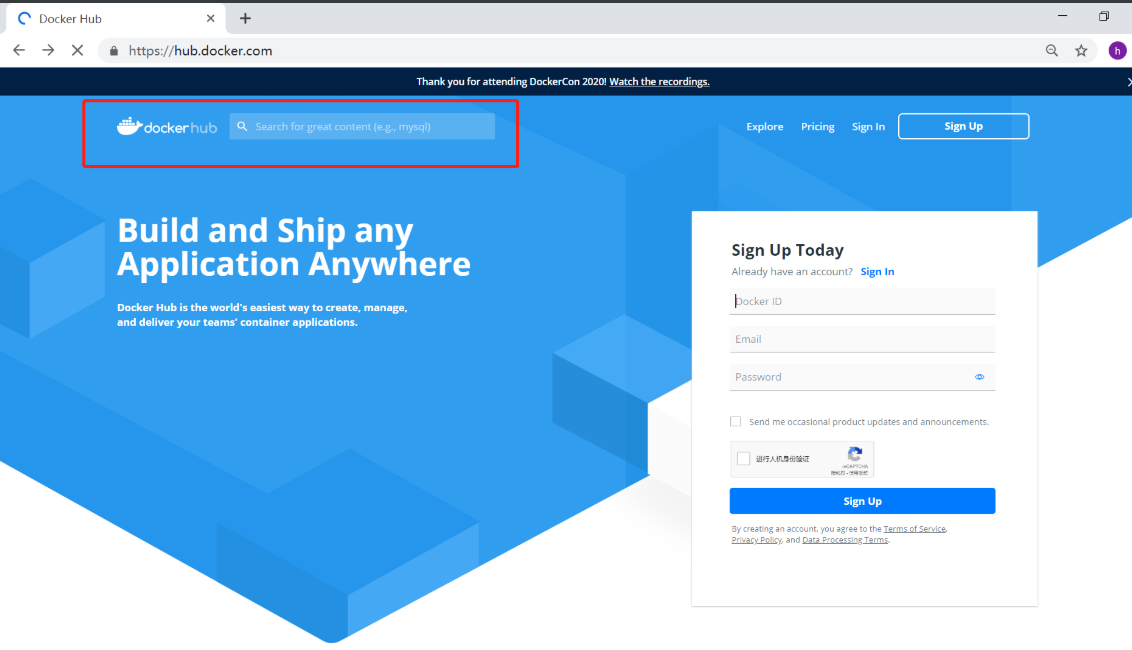 Docker Hub
https://hub.docker.com
h
Thank you for attending DockerCon 2020! Watch the recordings.
docker hub
Search for great content (e.g., mysql)
Explore
Pricing
Sign In
Sign Up
Build and Ship any
Application Anywhere
Docker Hub is the world's easiest way to create, manage,
and deliver your teams' container applications.
Sign Up Today
Already have an account? Sign In
Docker ID
Email
Password
Send me occasional product updates and announcements.
进行人机身份验证
reCAPTCHA
Sign Up
By creating an account, you agree to the Terms of Service,
Privacy Policy, and Data Processing Terms.